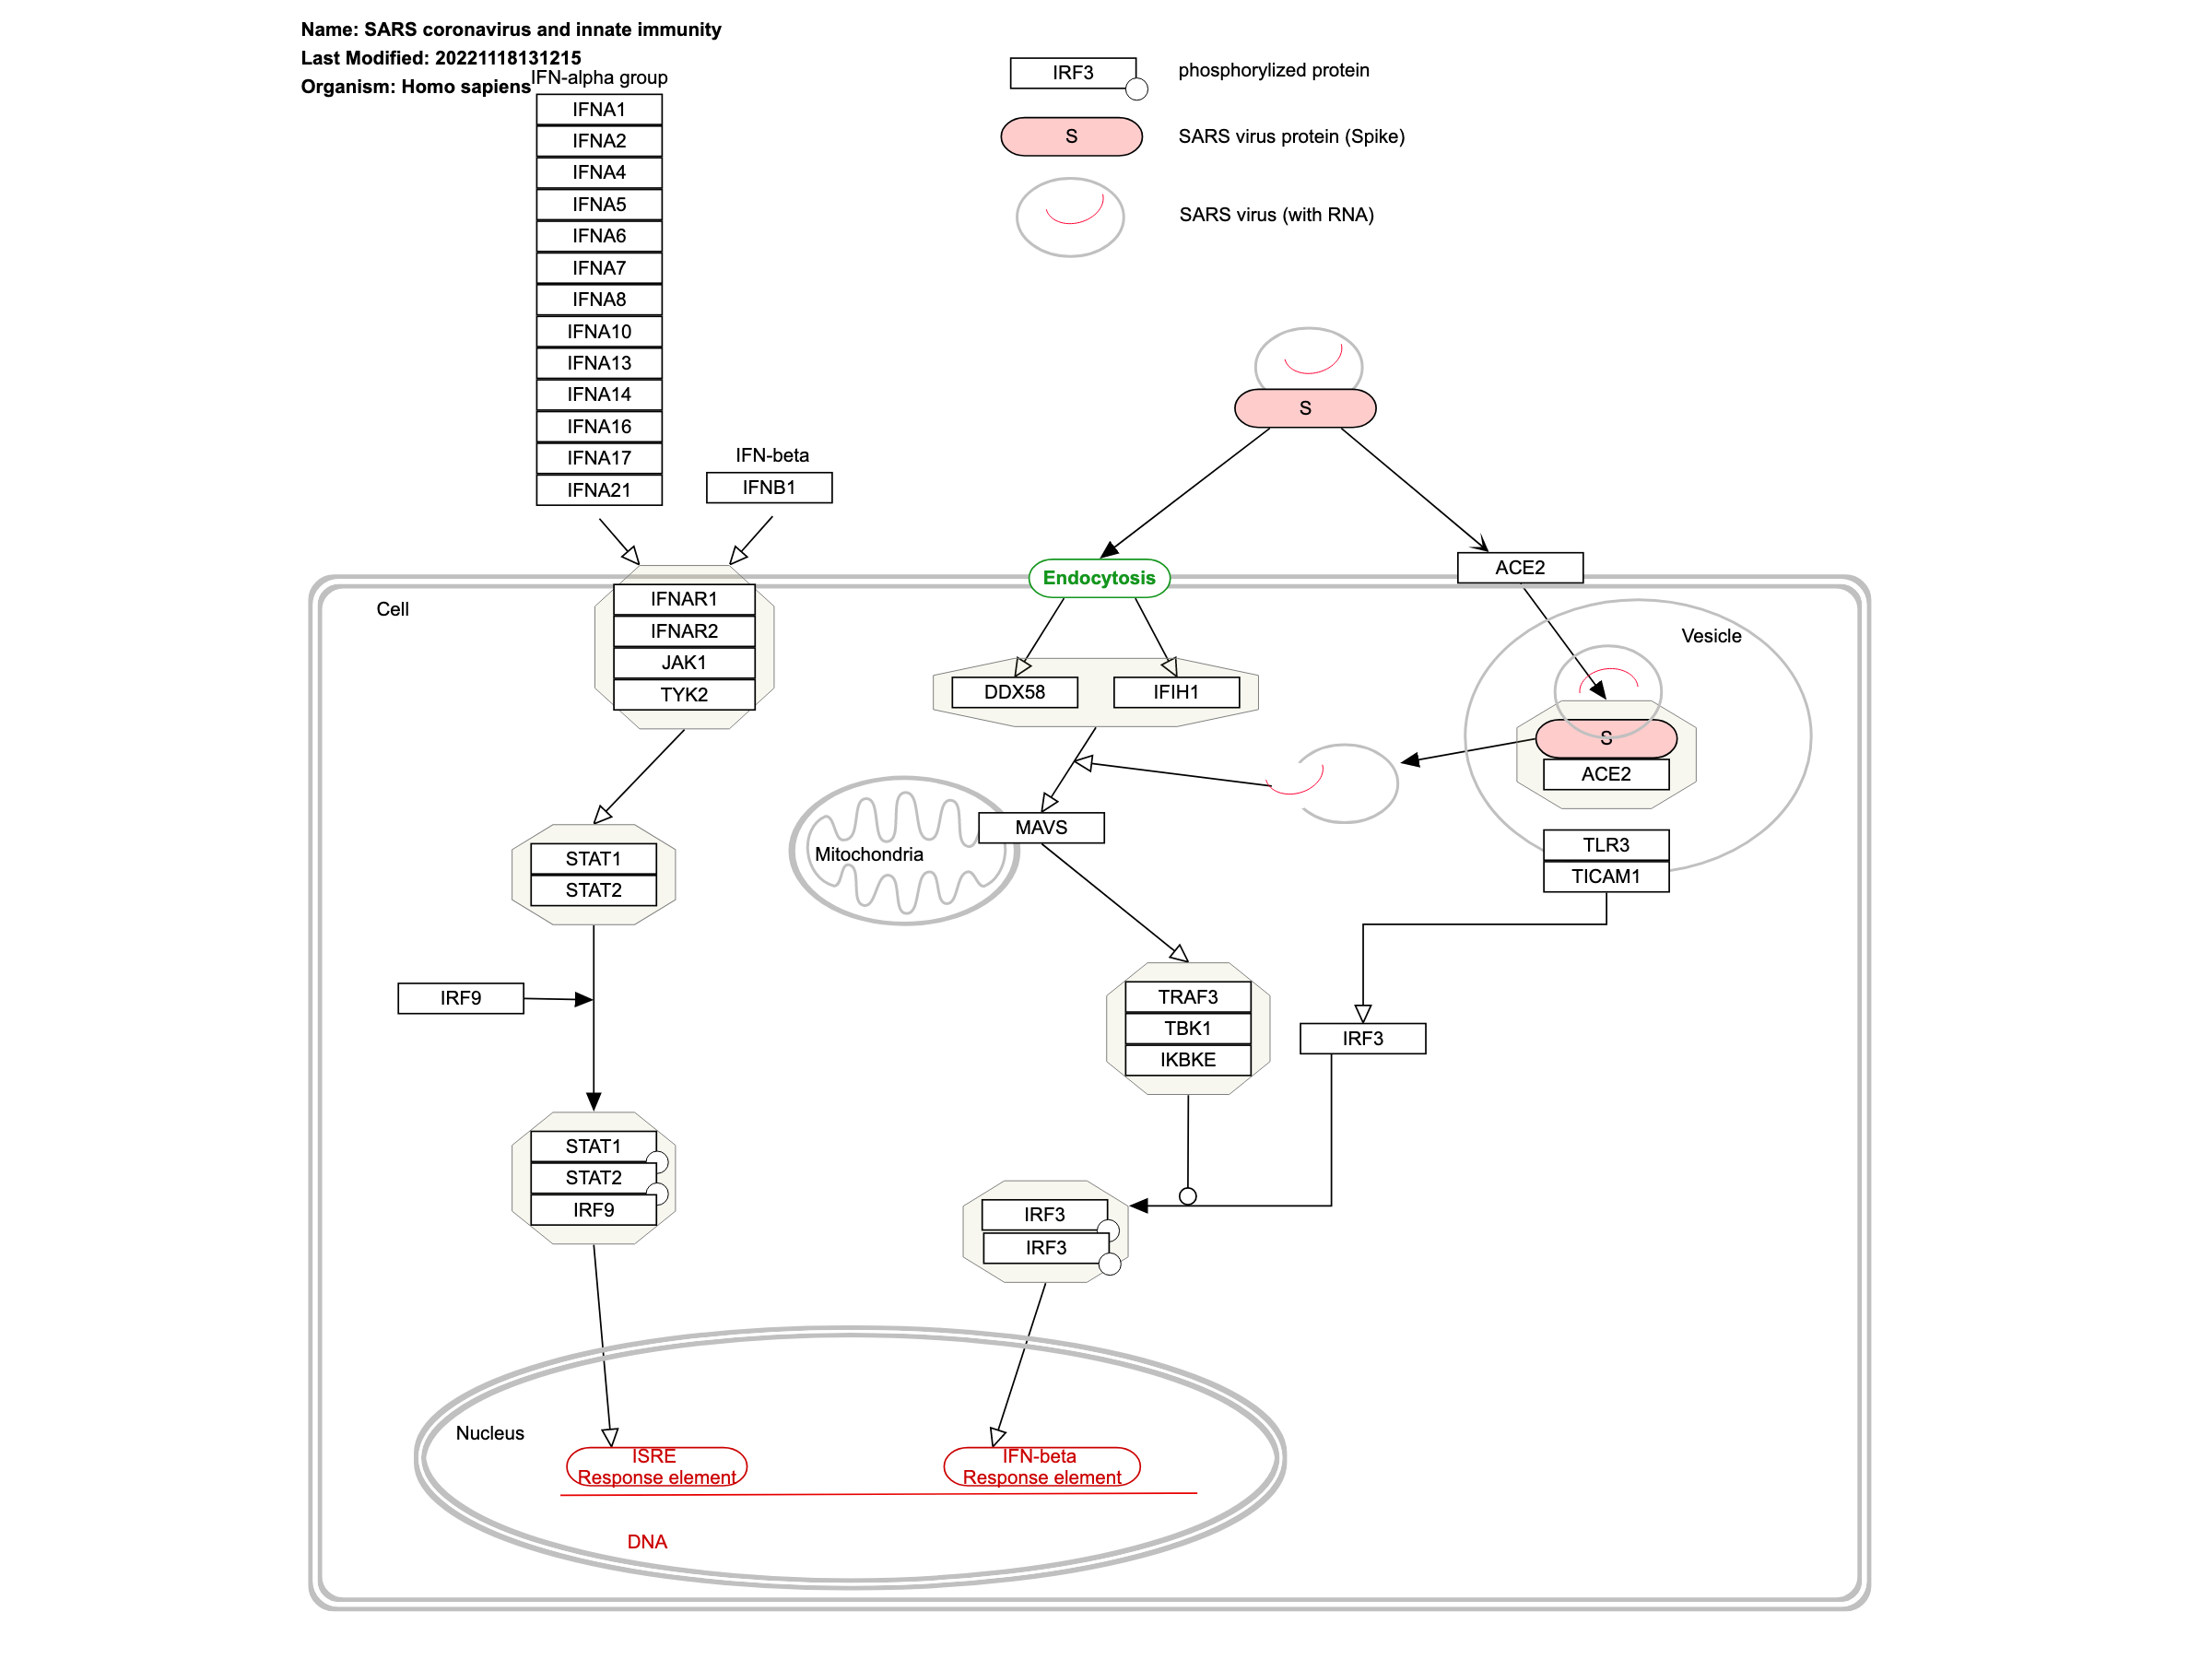 Name: SARS coronavirus and innate immunity
Last Modified: 20221118131215
Organism: Homo sapiens
IFN-alpha group
IFNA1
IFNA2
IFNA4
IFNA5
IFNA6
IFNA7
IFNA8
IFNA10
IFNA13
IFNA14
IFNA16
IFNA17
IFNA21
IFN-beta
IFNB1
IRF3
phosphorylized protein
S
SARS virus protein (Spike)
SARS virus (with RNA)
S
Endocytosis
ACE2
Cell
IFNAR1
IFNAR2
JAK1
TYK2
DDX58
IFIH1
Vesicle
S
ACE2
TLR3
TICAM1
MAVS
Mitochondria
STAT1
STAT2
IRF9
TRAF3
TBK1
IKBKE
IRF3
STAT1
STAT2
IRF9
IRF3
IRF3
Nucleus
ISRE
Response element
IFN-beta
Response element
DNA